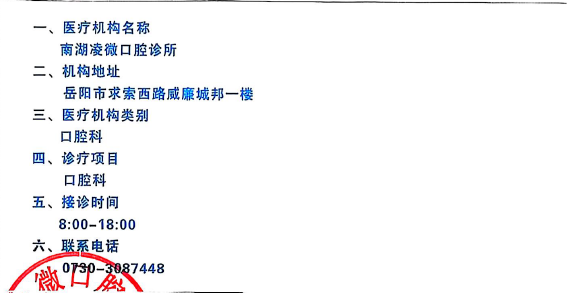 一、医疗机构名称
南湖凌微口腔诊所
二、机构地址
岳阳市求索西路威廉城邦一楼
三、医疗机构类别
口腔科
四、诊疗项目
口腔科
五、接诊时间
8:00-18:00
六、联系电话
0730-3087448
微口腔